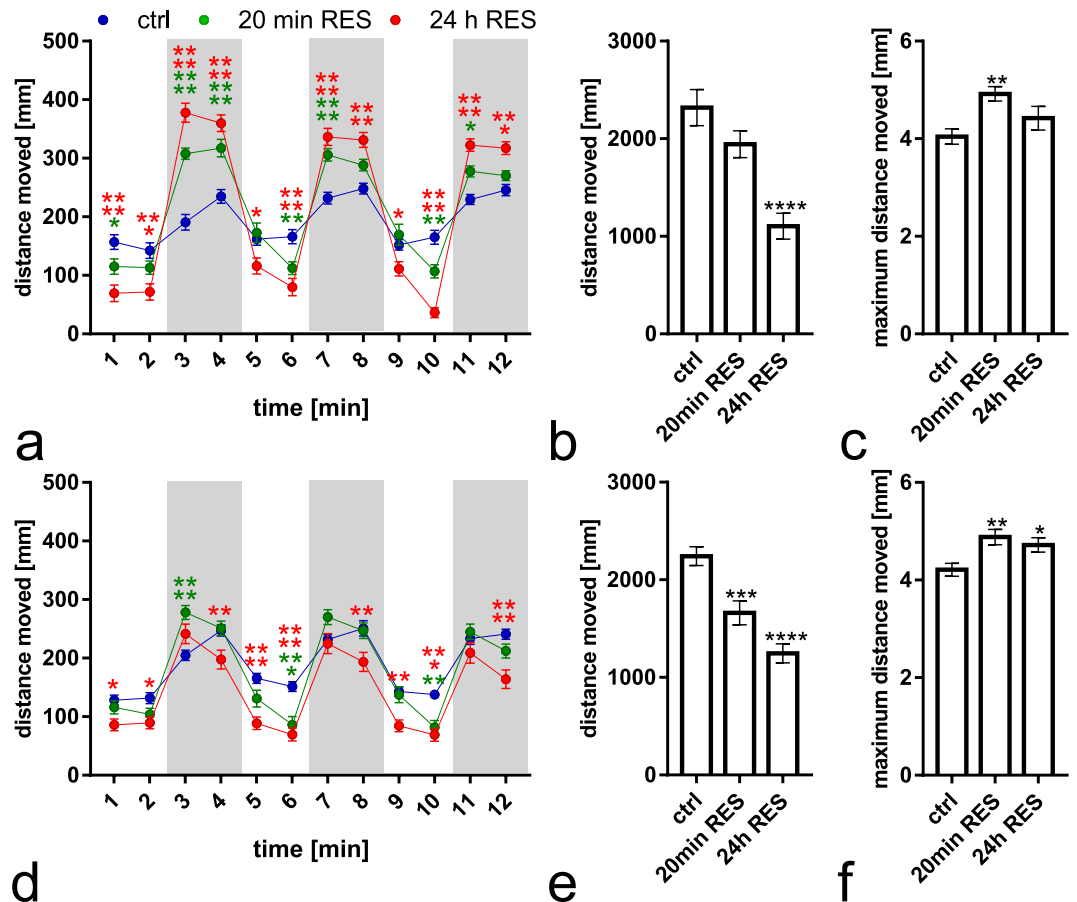 ctrl 20 min RES 24 h RES
distance moved [mm]
500
400
300
200
100
0
** ** ** ** ** ** ** ** ** ** ** ** ** ** ** ** ** ** ** * ** * * ** ** ** * ** ** ** * ** *
1 2 3 4 5 6 7 8 9 10 11 12
time [min]
a
distance moved [mm]
3000
2000
1000
0
****
ctrl 20min RES 24h RES
b
maximum distance moved [mm]
6
4
2
0
**
ctrl 20min RES 24h RES
c
distance moved [mm]
500
400
300
200
100
0
* * ** ** ** ** ** ** ** ** * ** ** ** * ** ** **
1 2 3 4 5 6 7 8 9 10 11 12
time [min]
d
distance moved [mm]
3000
2000
1000
0
*** ****
ctrl 20min RES 24h RES
e
maximum distance moved [mm]
6
4
2
0
** *
ctrl 20min RES 24h RES
f